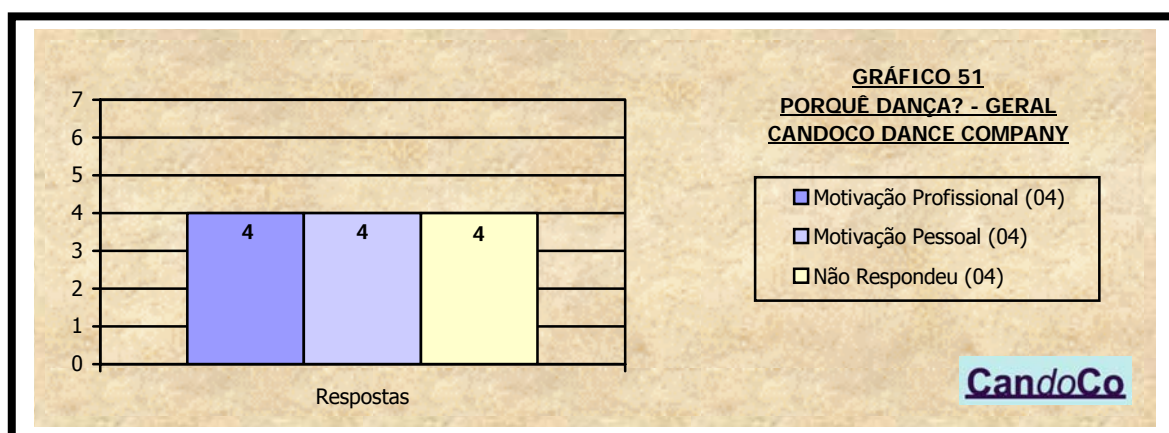 GRÁFICO 51
PORQUÊ DANÇA? - GERAL
CANDOCO DANCE COMPANY
7
6
5
4
3
2
1
0
4 4 4
Respostas
Motivação Profissional (04)
Motivação Pessoal (04)
Não Respondeu (04)
CandoCo